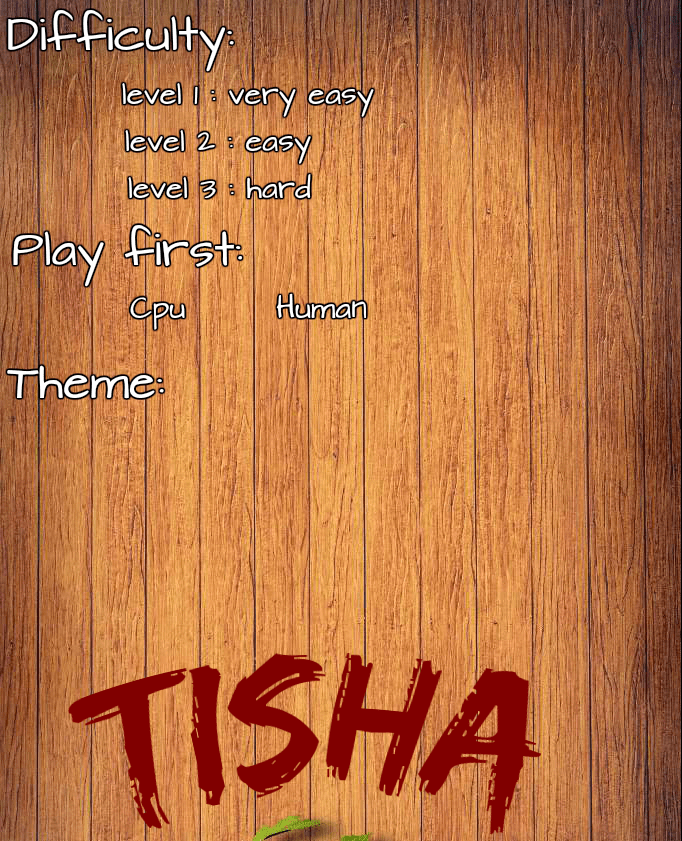 Difficulty:
level 1 : very easy
level 2 : easy
level 3 : hard
Play first:
Cpu Human
Theme:
TISHA